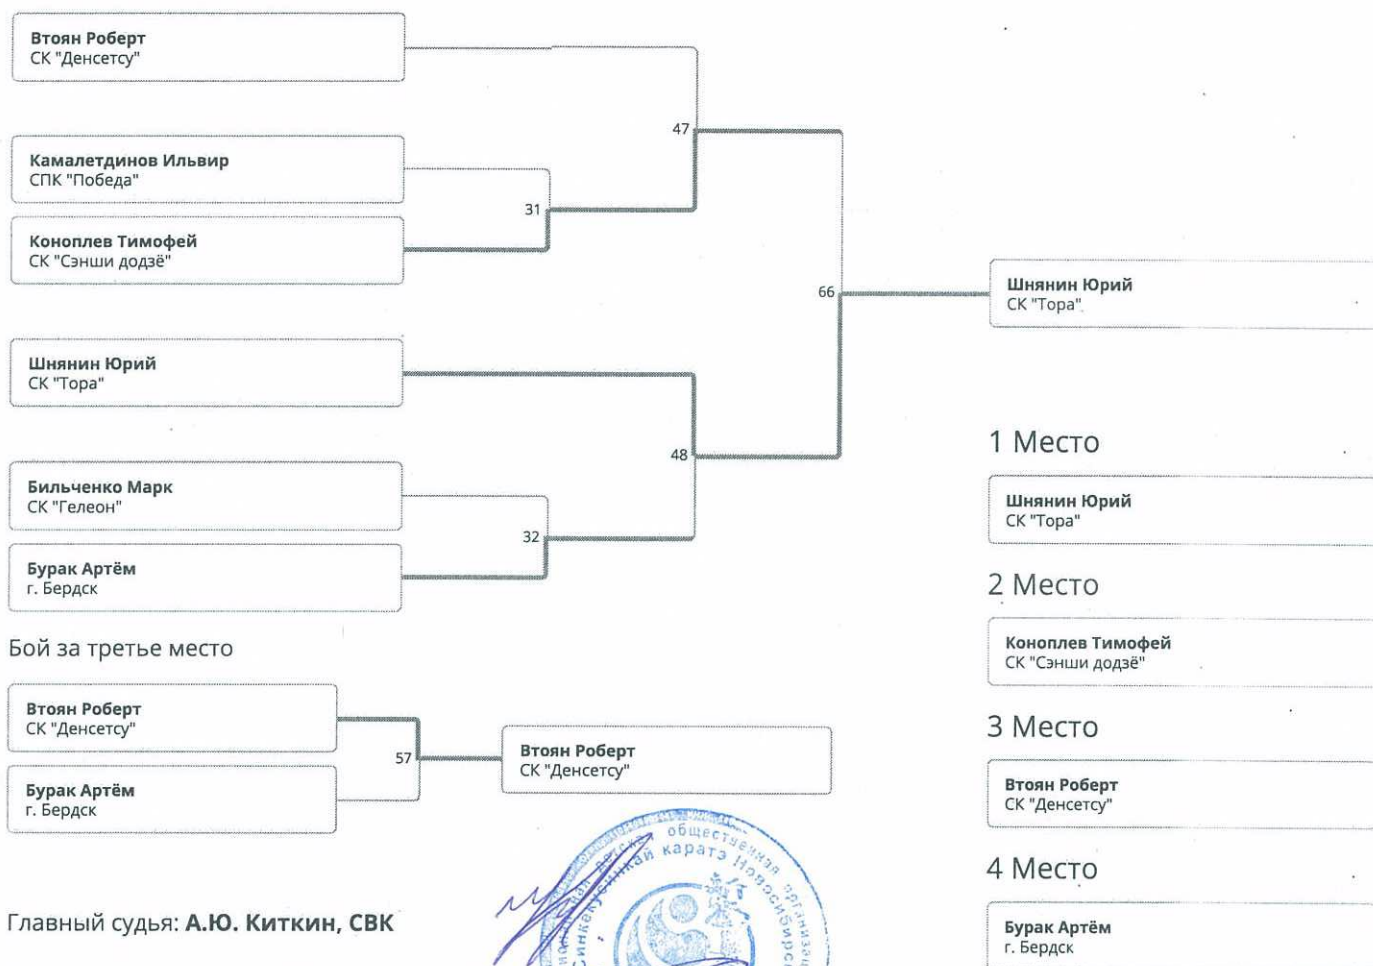 Втоян Роберт
СК "Денсетсу"
47
Камалетдинов Ильвир
СПК "Победа"
31
Коноплев Тимофей
СК "Сэнши додзё"
66
Шнянин Юрий
СК "Тора"
Шнянин Юрий
СК "Тора"
48
Бильченко Марк
СК "Гелеон"
32
Бурак Артём
г. Бердск
Бой за третье место
Втоян Роберт
СК "Денсетсу"
57
Бурак Артём
г. Бердск
Втоян Роберт
СК "Денсетсу"
1 Место
Шнянин Юрий
СК "Тора"
2 Место
Коноплев Тимофей
СК "Сэнши додзё"
3 Место
Втоян Роберт
СК "Денсетсу"
4 Место
Бурак Артём
г. Бердск
Главный судья: А.Ю. Киткин, СВК
общественная
каратэ